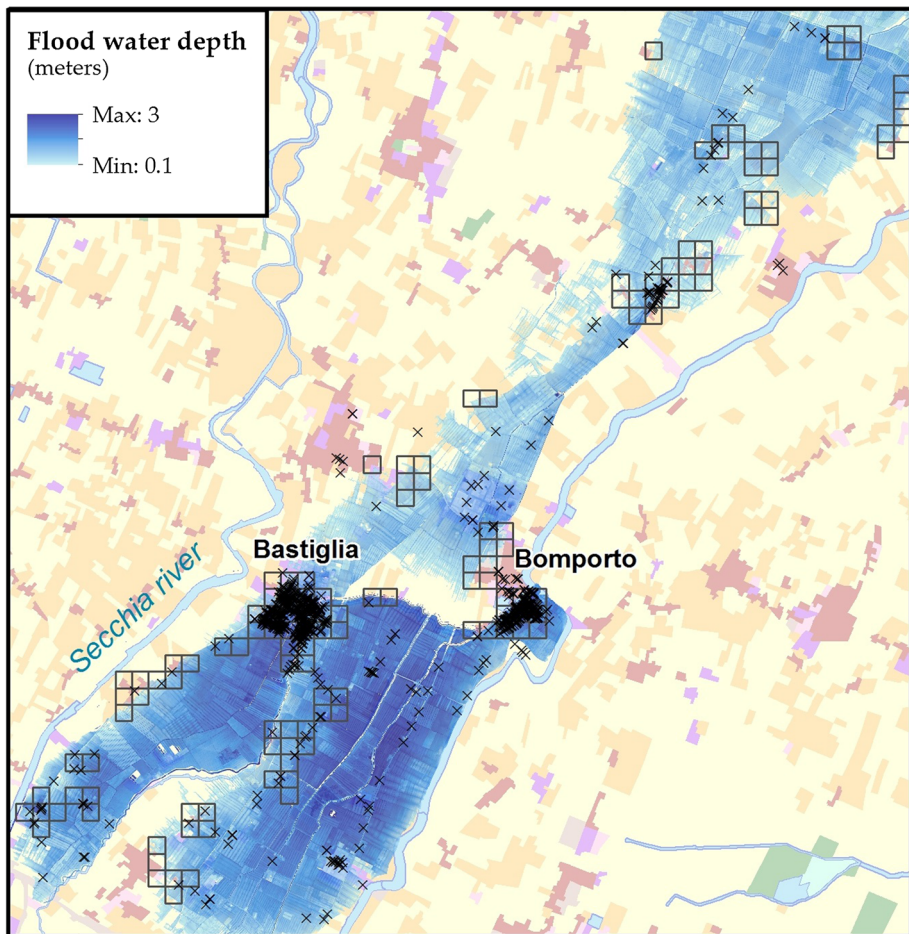 Flood water depth
(meters)
Max: 3
Min: 0.1
Bastiglia
Bomporto
Secchia river